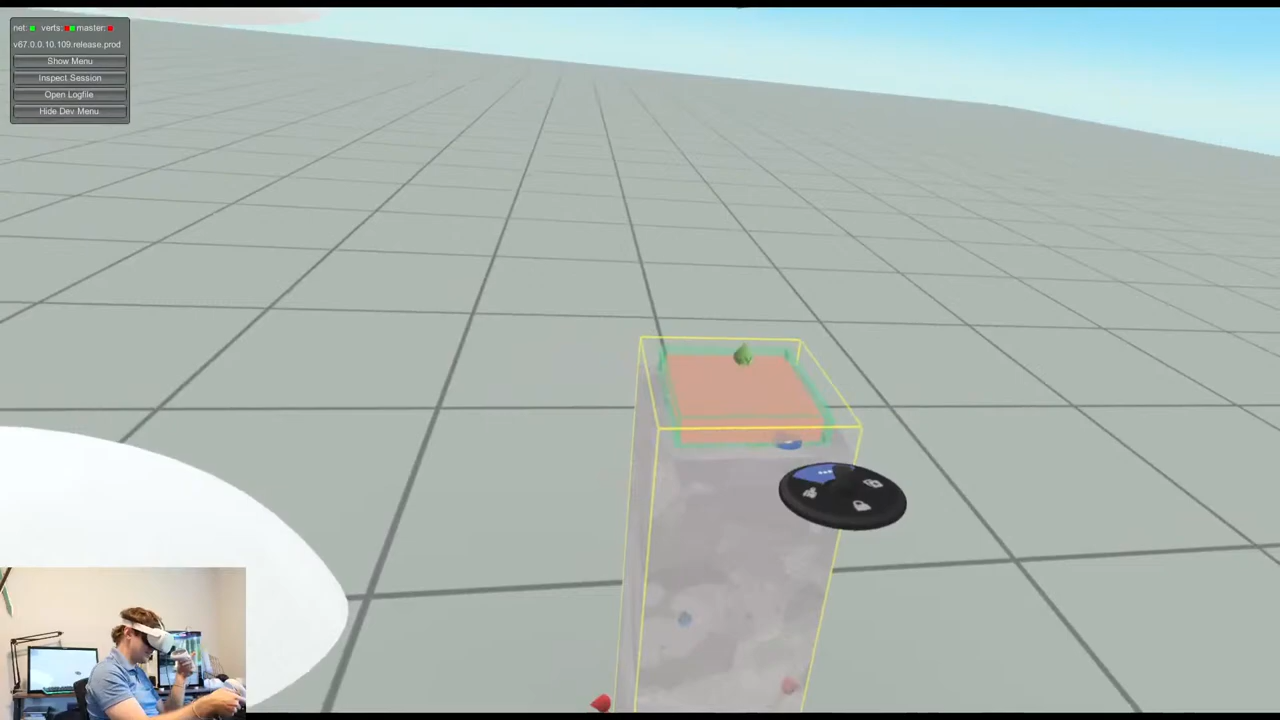 net: verts: master:
v67.0.0.10.109.release.prod
Show Menu
Inspect Session
Open Logfile
Hide Dev Menu